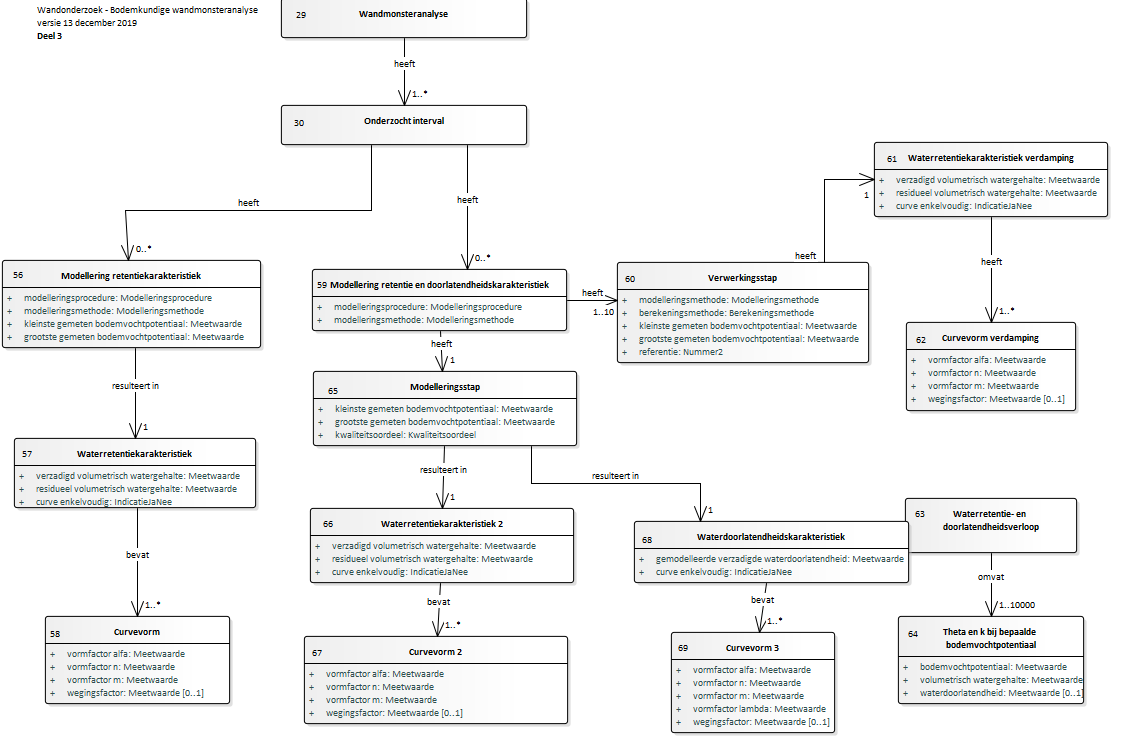 Wandonderzoek - Bodemkundige wandmonsteranalyse
versie 13 december 2019
Deel 3
29 Wandmonsteranalyse
heeft
1..*
30 Onderzocht interval
heeft
0..*
heeft
0..*
56 Modellering retentiekarakteristiek
+ modelleringsprocedure: Modelleringsprocedure
+ modelleringsmethode: Modelleringsmethode
+ kleinste gemeten bodemvochtpotentiaal: Meetwaarde
+ grootste gemeten bodemvochtpotentiaal: Meetwaarde
resulteert in
1
57 Waterretentiekarakteristiek
+ verzadigd volumetrisch watergehalte: Meetwaarde
+ residueel volumetrisch watergehalte: Meetwaarde
+ curve enkelvoudig: IndicatieJaNee
bevat
1..*
58 Curvevorm
+ vormfactor alfa: Meetwaarde
+ vormfactor n: Meetwaarde
+ vormfactor m: Meetwaarde
+ wegingsfactor: Meetwaarde [0..1]
59 Modellering retentie en doorlatendheidskarakteristiek
+ modelleringsprocedure: Modelleringsprocedure
+ modelleringsmethode: Modelleringsmethode
heeft
1..10
60 Verwerkingsstap
+ modelleringsmethode: Modelleringsmethode
+ berekeningsmethode: Berekeningsmethode
+ kleinste gemeten bodemvochtpotentiaal: Meetwaarde
+ grootste gemeten bodemvochtpotentiaal: Meetwaarde
+ referentie: Nummer2
heeft
1
61 Waterretentiekarakteristiek verdamping
+ verzadigd volumetrisch watergehalte: Meetwaarde
+ residueel volumetrisch watergehalte: Meetwaarde
+ curve enkelvoudig: IndicatieJaNee
heeft
1..*
62 Curvevorm verdamping
+ vormfactor alfa: Meetwaarde
+ vormfactor n: Meetwaarde
+ vormfactor m: Meetwaarde
+ wegingsfactor: Meetwaarde [0..1]
heeft
1
65 Modelleringsstap
+ kleinste gemeten bodemvochtpotentiaal: Meetwaarde
+ grootste gemeten bodemvochtpotentiaal: Meetwaarde
+ kwaliteitsoordeel: Kwaliteitsoordeel
resulteert in
1
resulteert in
1
66 Waterretentiekarakteristiek 2
+ verzadigd volumetrisch watergehalte: Meetwaarde
+ residueel volumetrisch watergehalte: Meetwaarde
+ curve enkelvoudig: IndicatieJaNee
bevat
1..*
67 Curvevorm 2
+ vormfactor alfa: Meetwaarde
+ vormfactor n: Meetwaarde
+ vormfactor m: Meetwaarde
+ wegingsfactor: Meetwaarde [0..1]
68 Waterdoorlatendheidskarakteristiek
+ gemodelleerde verzadigde waterdoorlatendheid: Meetwaarde
+ curve enkelvoudig: IndicatieJaNee
bevat
1..*
69 Curvevorm 3
+ vormfactor alfa: Meetwaarde
+ vormfactor n: Meetwaarde
+ vormfactor m: Meetwaarde
+ vormfactor lambda: Meetwaarde
+ wegingsfactor: Meetwaarde [0..1]
63 Waterretentie- en
doorlatendheidsverloop
omvat
1..10000
64 Theta en k bij bepaalde
bodemvochtpotentiaal
+ bodemvochtpotentiaal: Meetwaarde
+ volumetrisch watergehalte: Meetwaarde
+ waterdoorlatendheid: Meetwaarde [0..1]